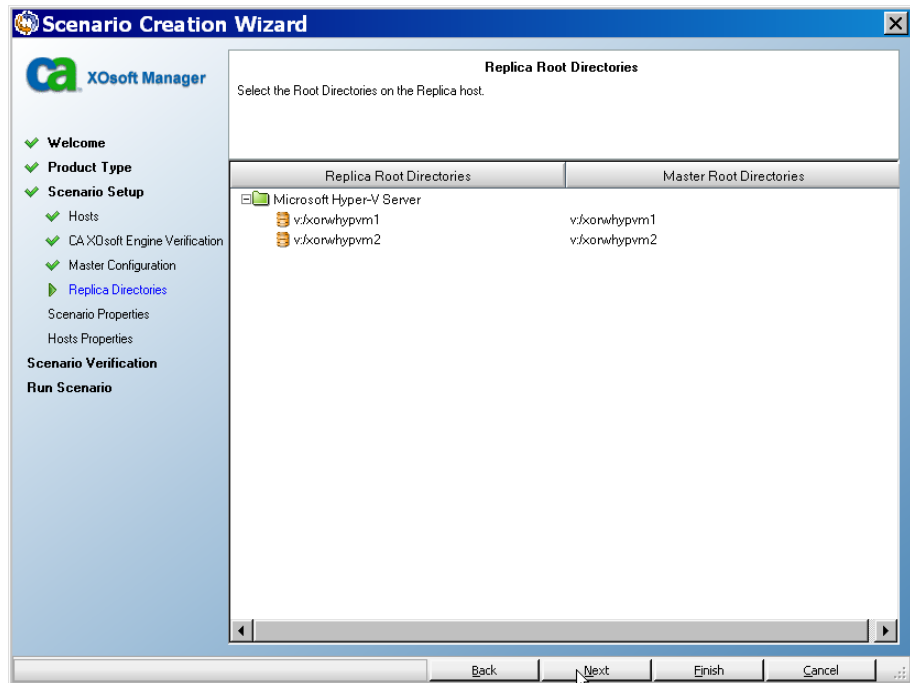 Scenario Creation Wizard
ca XOsoft Manager
Replica Root Directories
Select the Root Directories on the Replica host.
Welcome
Product Type
Scenario Setup
Hosts
CA XOsoft Engine Verification
Master Configuration
Replica Directories
Scenario Properties
Hosts Properties
Scenario Verification
Run Scenario
Replica Root Directories Master Root Directories
Microsoft Hyper-V Server
v:/xorwhypvm1 v:/xorwhypvm1
v:/xorwhypvm2 v:/xorwhypvm2
Back Next Finish Cancel